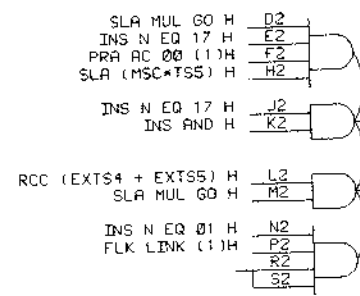 SLA MUL GO H D2
INS N EQ 17 H E2
PRA AC 00 (1)H F2
SLA (MSC*TS5) H H2
INS N EQ 17 H J2
INS AND H K2
RCC (EXTS4 + EXTS5) H L2
SLA MUL GO H M2
INS N EQ 01 H N2
FLK LINK (1)H P2
R2
S2